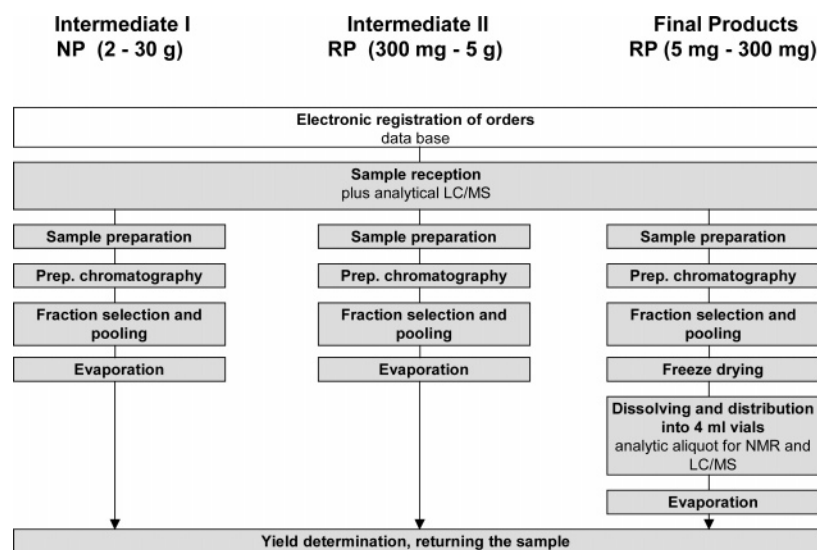 Intermediate I
NP (2 - 30 g)
Intermediate II
RP (300 mg - 5 g)
Final Products
RP (5 mg - 300 mg)
Electronic registration of orders
data base
Sample reception
plus analytical LC/MS
Sample preparation
Sample preparation
Sample preparation
Prep. chromatography
Prep. chromatography
Prep. chromatography
Fraction selection and
pooling
Fraction selection and
pooling
Fraction selection and
pooling
Evaporation
Evaporation
Freeze drying
Dissolving and distribution
into 4 ml vials
analytic aliquot for NMR and
LC/MS
Evaporation
Yield determination, returning the sample